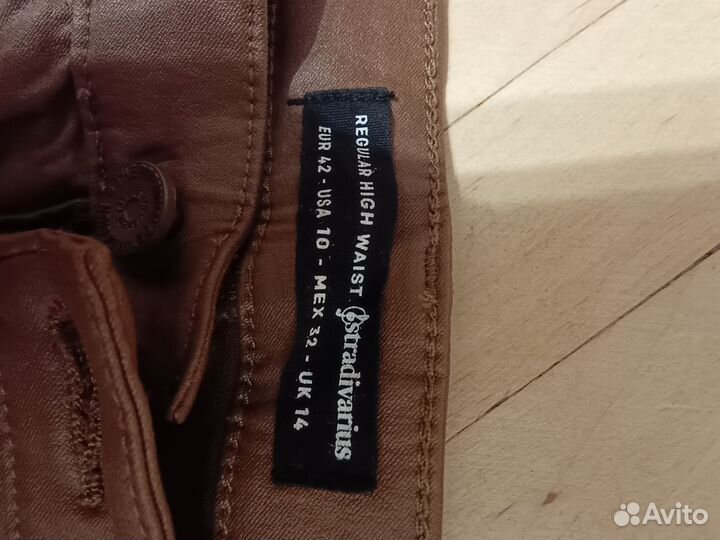 REGULAR HIGH WAIST stradivarius
EUR 42 - USA 10 - MEX 32 - UK 14
Avito